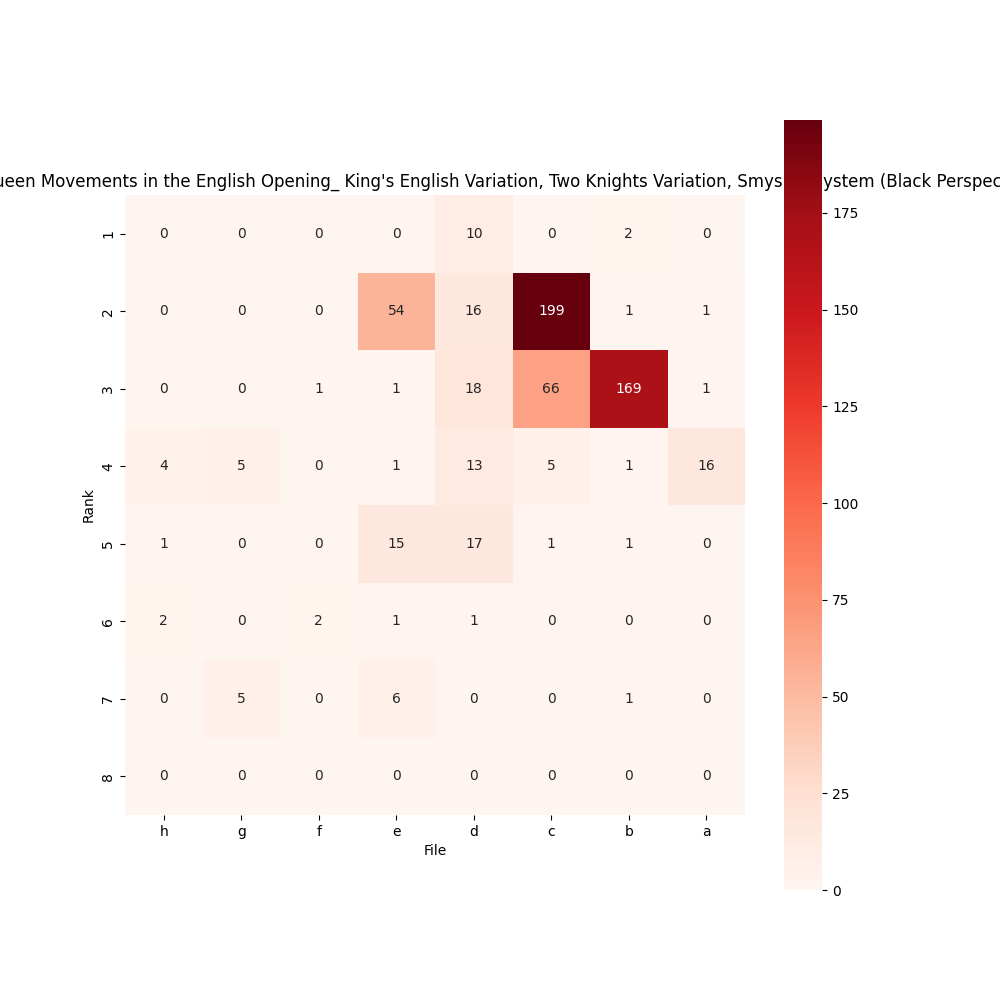 ueen Movements in the English Opening_ King's English Variation, Two Knights Variation, Smys ystem (Black Perspec
Rank
1 0 0 0 0 10 0 2 0
2 0 0 0 54 16 199 1 1
3 0 0 1 1 18 66 169 1
4 4 5 0 1 13 5 1 16
5 1 0 0 15 17 1 1 0
6 2 0 2 1 1 0 0 0
7 0 5 0 6 0 0 1 0
8 0 0 0 0 0 0 0 0
h g f e d c b a
File
175
150
125
100
75
50
25
0